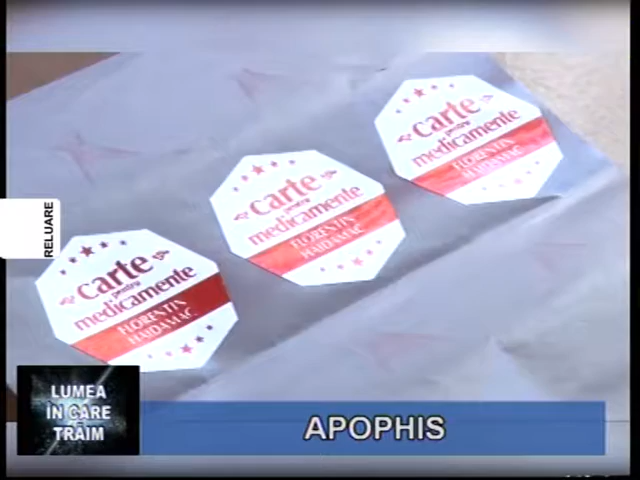 carte
pentru
medicamente
FLORENTIN
HAIDAMAC
carte
pentru
medicamente
FLORENTIN
HAIDAMAC
RELUARE
carte
pentru
medicamente
FLORENTIN
HAIDAMAC
LUMEA
ÎN CARE
TRĂIM
APOPHIS